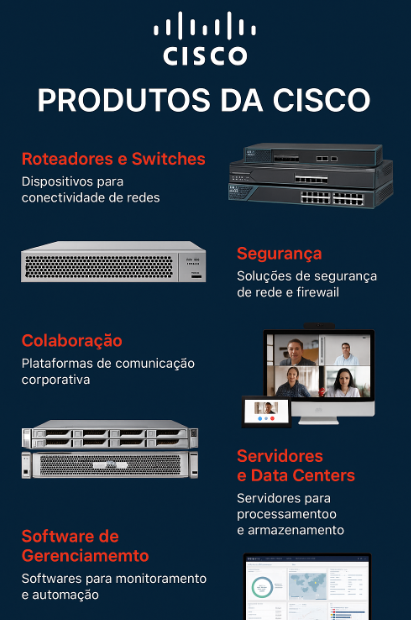 CISCO
PRODUTOS DA CISCO
Roteadores e Switches
Dispositivos para
conectividade de redes
Segurança
Soluções de segurança
de rede e firewail
Colaboração
Plataformas de comunicação
corporativa
Servidores
e Data Centers
Servidores para
processamentoo
e armazenamento
Software de
Gerenciamemto
Softwares para monitoramento
e automação